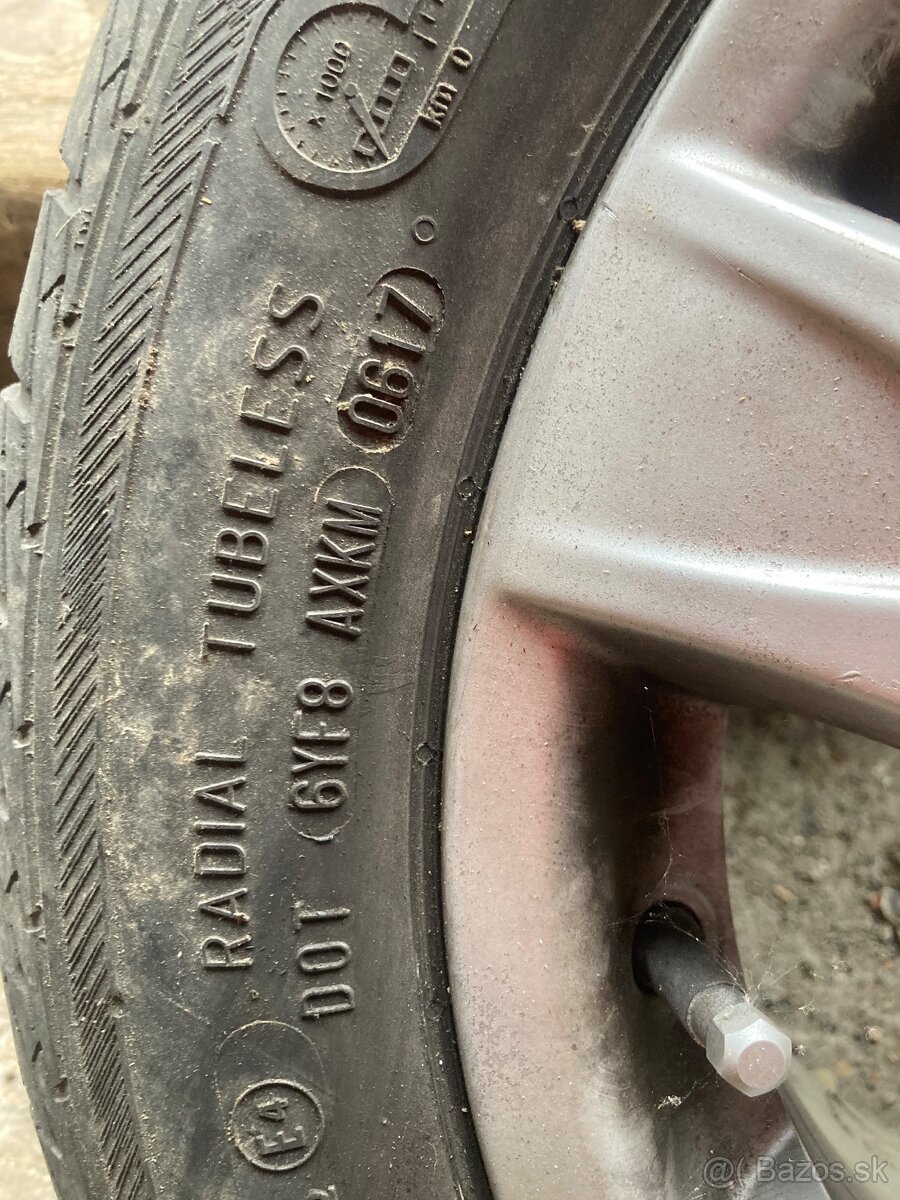 x 1000
km 0
RADIAL TUBELESS
DOT 6YF8 AXKM 0617
E4
@ Bazos.sk